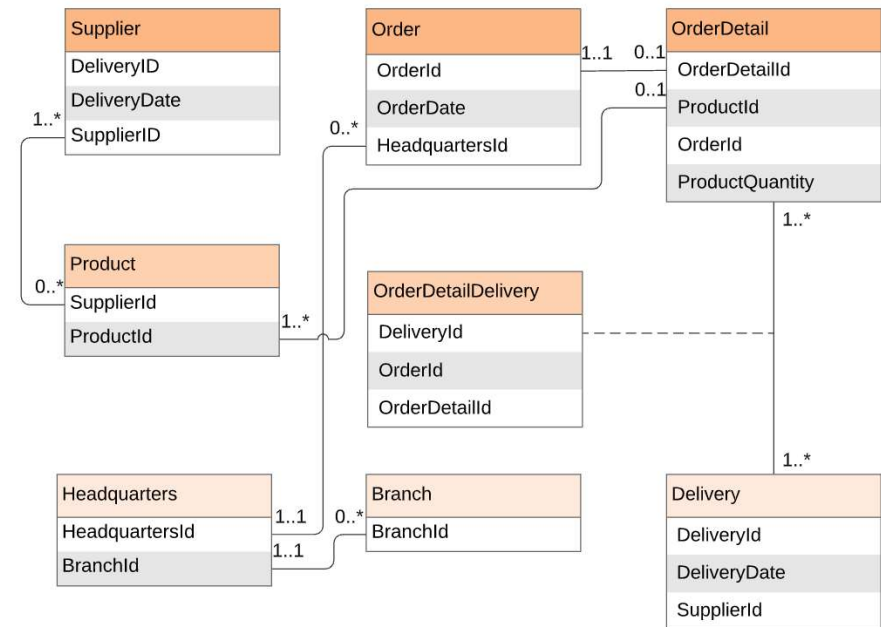 Supplier
DeliveryID
DeliveryDate
SupplierID
1..*
Order
OrderId
OrderDate
HeadquartersId
0..*
1..1
0..1
0..1
OrderDetail
OrderDetailId
ProductId
OrderId
ProductQuantity
1..*
Product
SupplierId
ProductId
0..*
1..*
OrderDetailDelivery
DeliveryId
OrderId
OrderDetailId
Headquarters
HeadquartersId
BranchId
1..1
1..1
0..*
Branch
BranchId
1..*
Delivery
DeliveryId
DeliveryDate
SupplierId